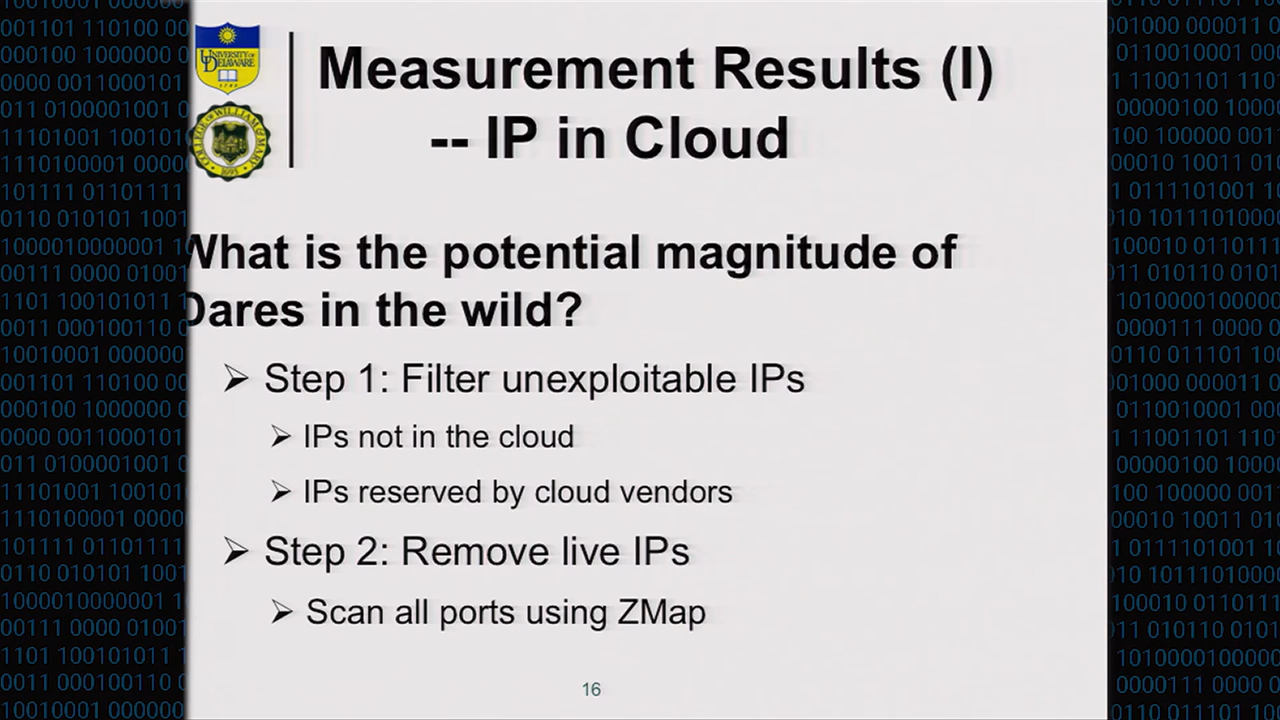 Measurement Results (I)
-- IP in Cloud
What is the potential magnitude of
Dares in the wild?
Step 1: Filter unexploitable IPs
IPs not in the cloud
IPs reserved by cloud vendors
Step 2: Remove live IPs
Scan all ports using ZMap
16